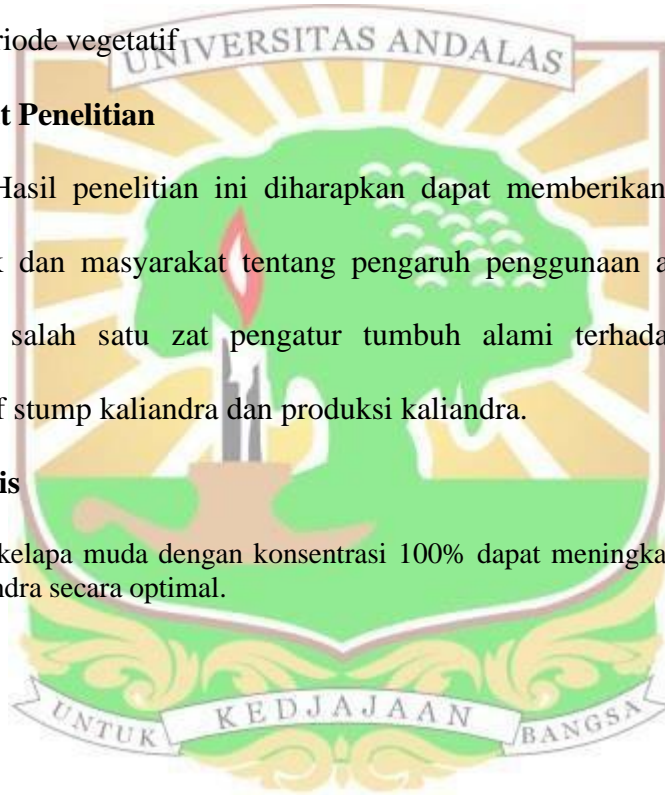 riode vegetatif
UNIVERSITAS ANDALAS
t Penelitian
Hasil penelitian ini diharapkan dapat memberikan
dan masyarakat tentang pengaruh penggunaan a
salah satu zat pengatur tumbuh alami terhada
f stump kaliandra dan produksi kaliandra.
is
kelapa muda dengan konsentrasi 100% dapat meningka
ndra secara optimal.
UNTUK KEDJAJAAN BANGSA